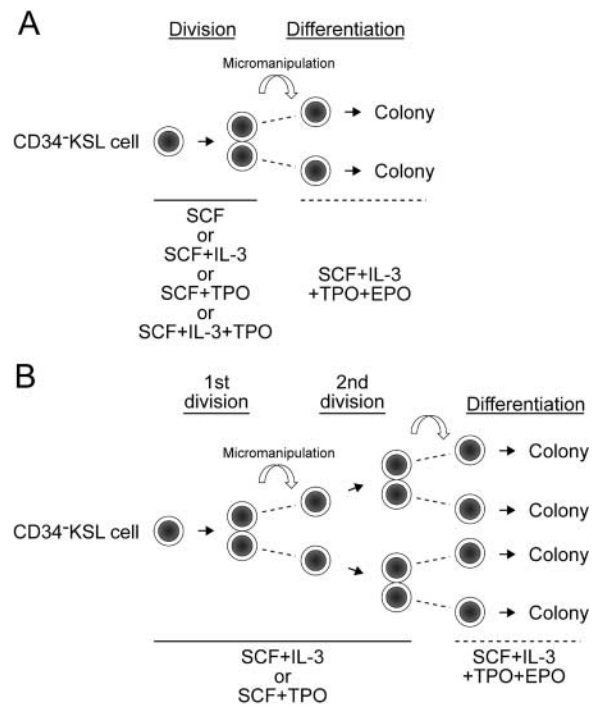 A
Division
Differentiation
Micromanipulation
CD34⁻KSL cell
Colony
Colony
SCF
or
SCF+IL-3
or
SCF+TPO
or
SCF+IL-3+TPO
SCF+IL-3
+TPO+EPO
B
1st
division
2nd
division
Differentiation
Micromanipulation
CD34⁻KSL cell
Colony
Colony
Colony
Colony
SCF+IL-3
or
SCF+TPO
SCF+IL-3
+TPO+EPO